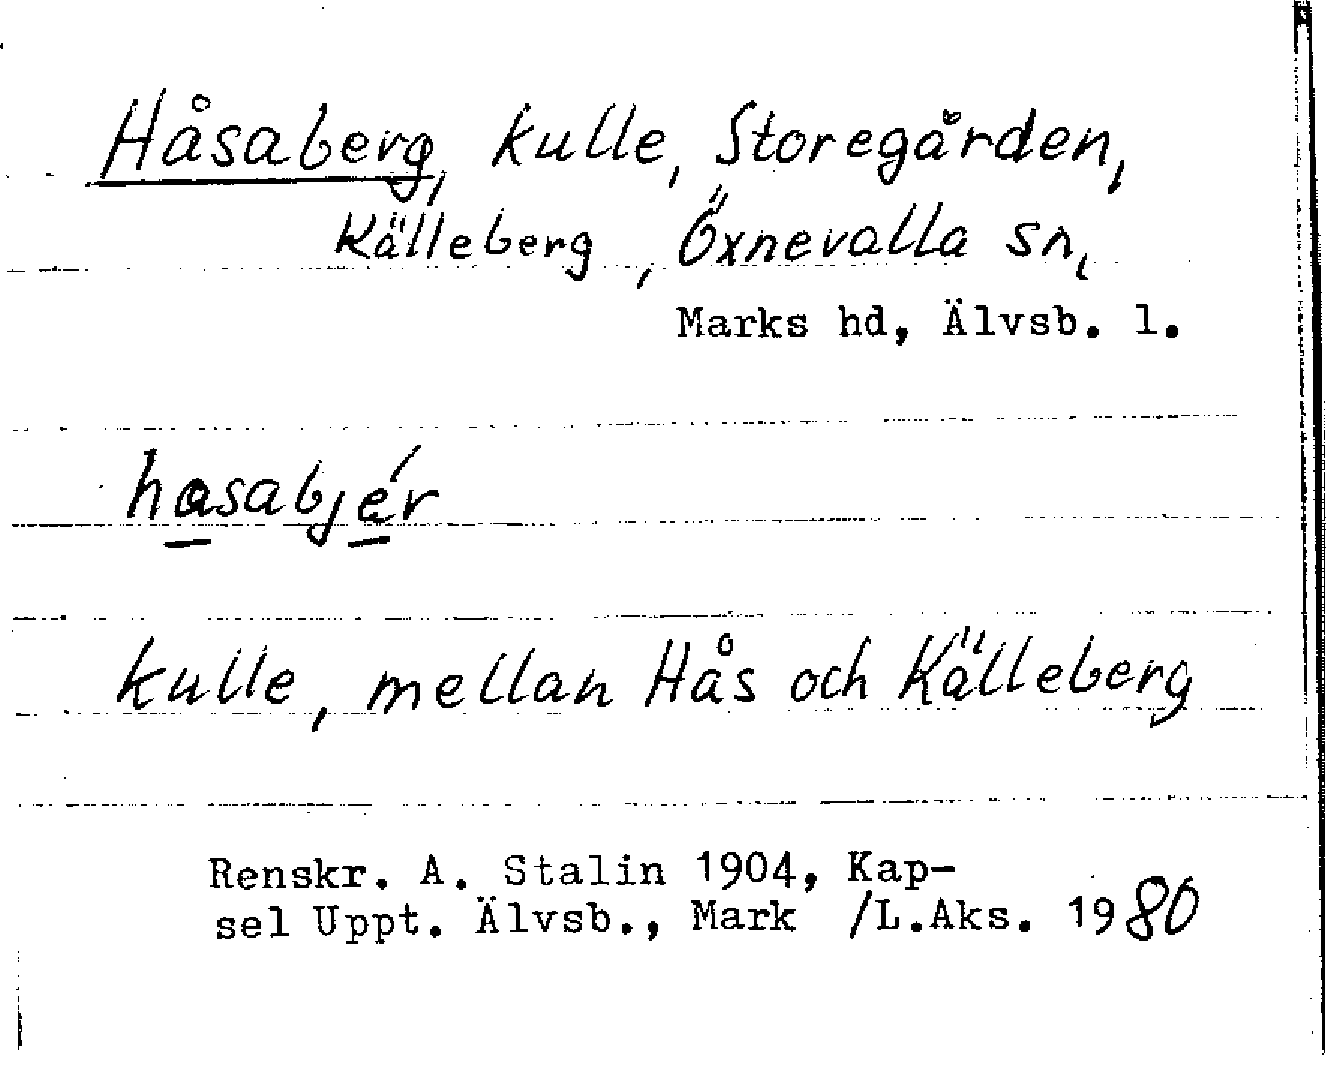 Håsaberg, kulle, Storegården,
Källeberg, Öxnevalla sn,
Marks hd, Älvsb. l.
hasabjér
kulle, mellan Hås och Källeberg
Renskr. A. Stalin 1904, Kap-
sel Uppt. Älvsb., Mark /L.Aks. 1980